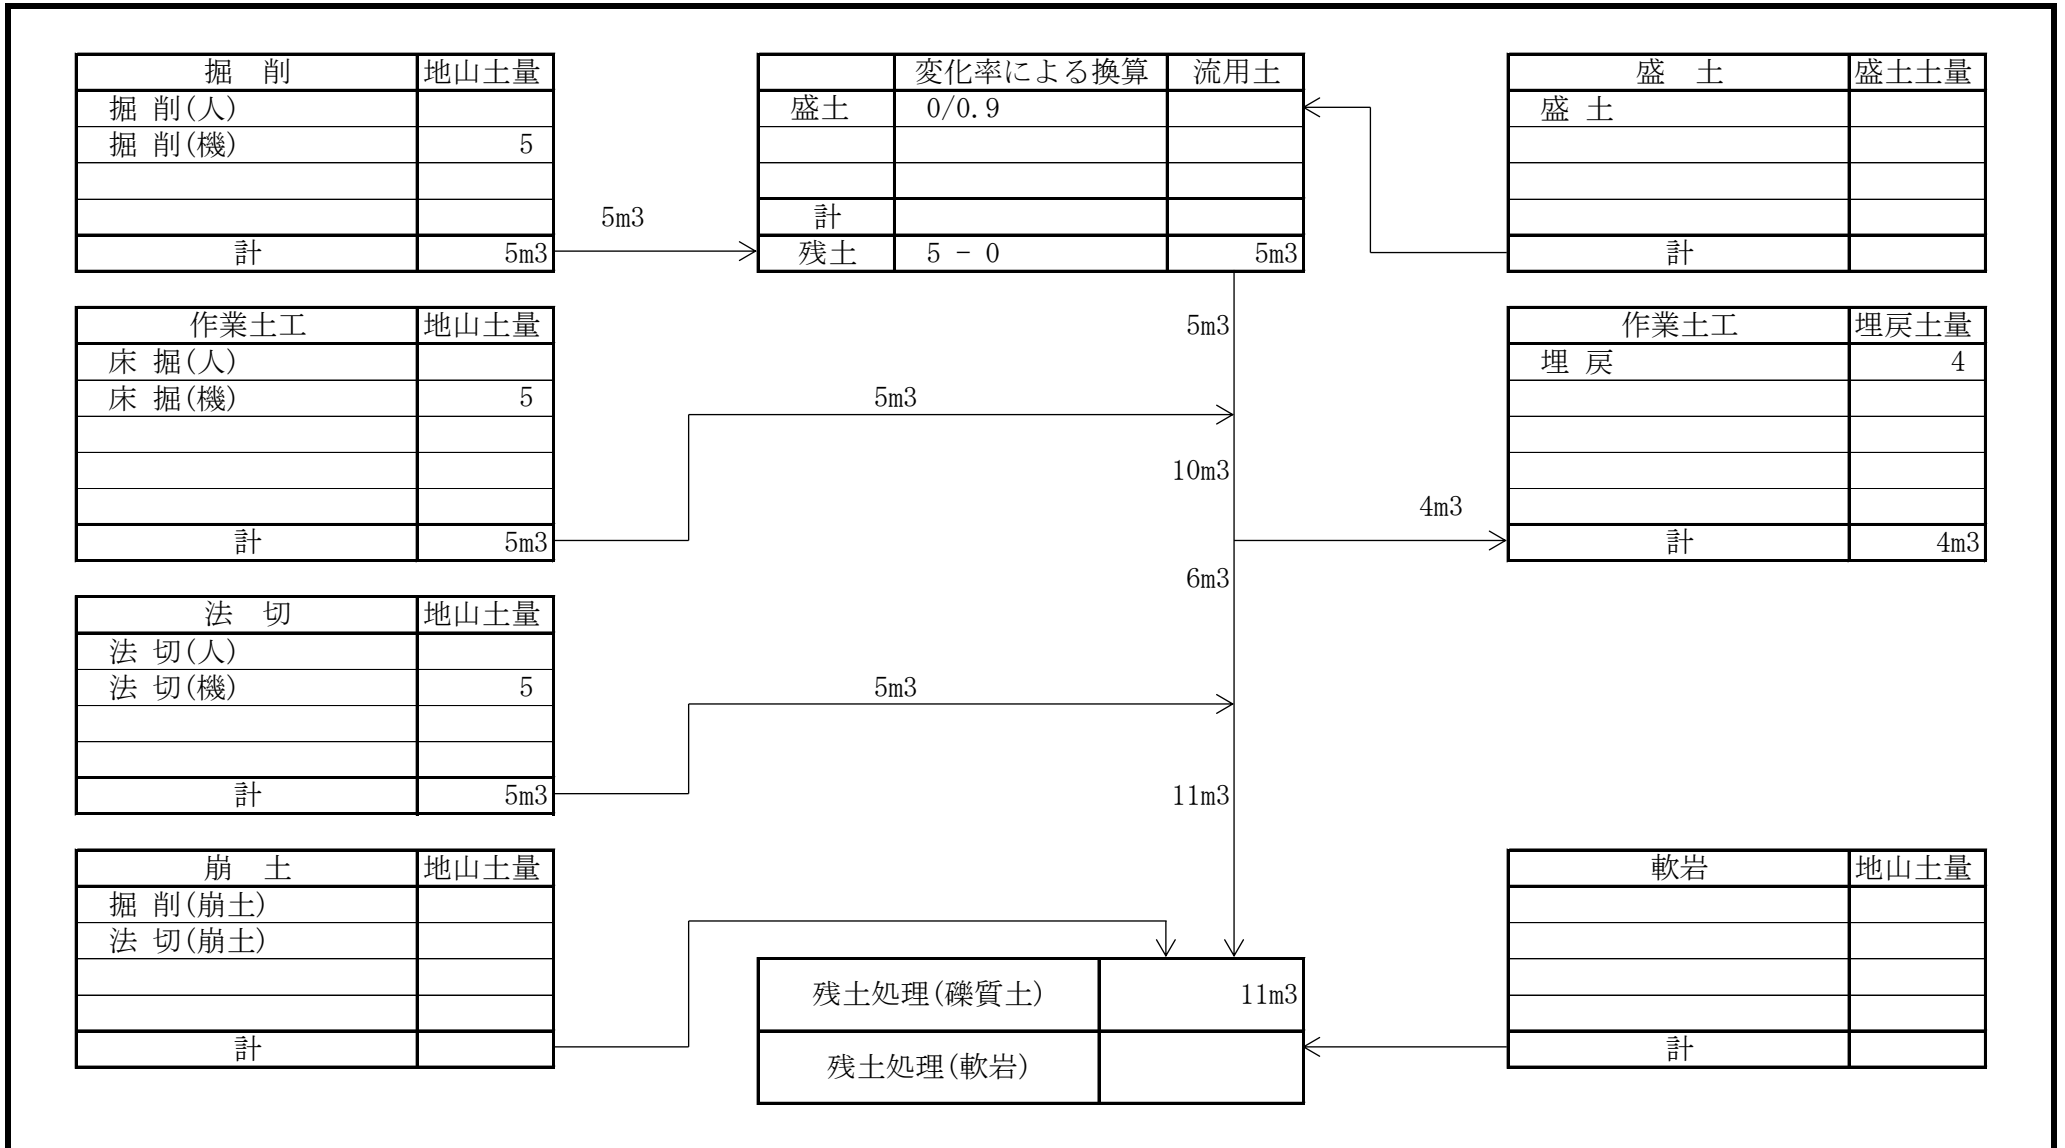 掘 削 地山土量
掘 削(人)
掘 削(機) 5
計 5m3
5m3
変化率による換算 流用土
盛土 0/0.9
計
残土 5 - 0 5m3
盛 土 盛土土量
盛 土
計
作業土工 地山土量
床 掘(人)
床 掘(機) 5
計 5m3
5m3
5m3
10m3
4m3
6m3
作業土工 埋戻土量
埋 戻 4
計 4m3
法 切 地山土量
法 切(人)
法 切(機) 5
計 5m3
5m3
11m3
崩 土 地山土量
掘 削(崩土)
法 切(崩土)
計
残土処理(礫質土) 11m3
残土処理(軟岩)
軟岩 地山土量
計